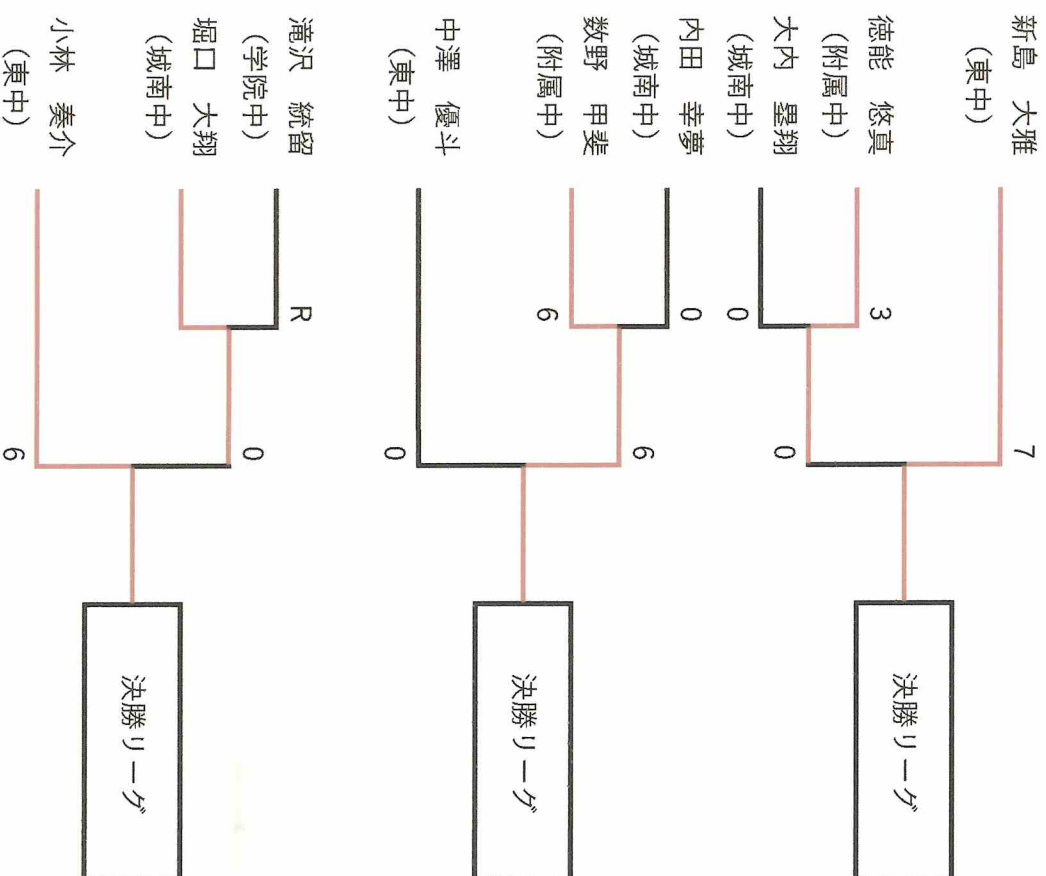 新島 大雅
(東中)
7
徳能 悠真
(附属中)
3
大内 塁翔
(城南中)
0
0
決勝リーグ
内田 幸夢
(城南中)
0
数野 甲斐
(附属中)
6
6
中澤 優斗
(東中)
0
決勝リーグ
滝沢 統留
(学院中)
R
堀口 大翔
(城南中)
0
小林 奏介
(東中)
6
決勝リーグ